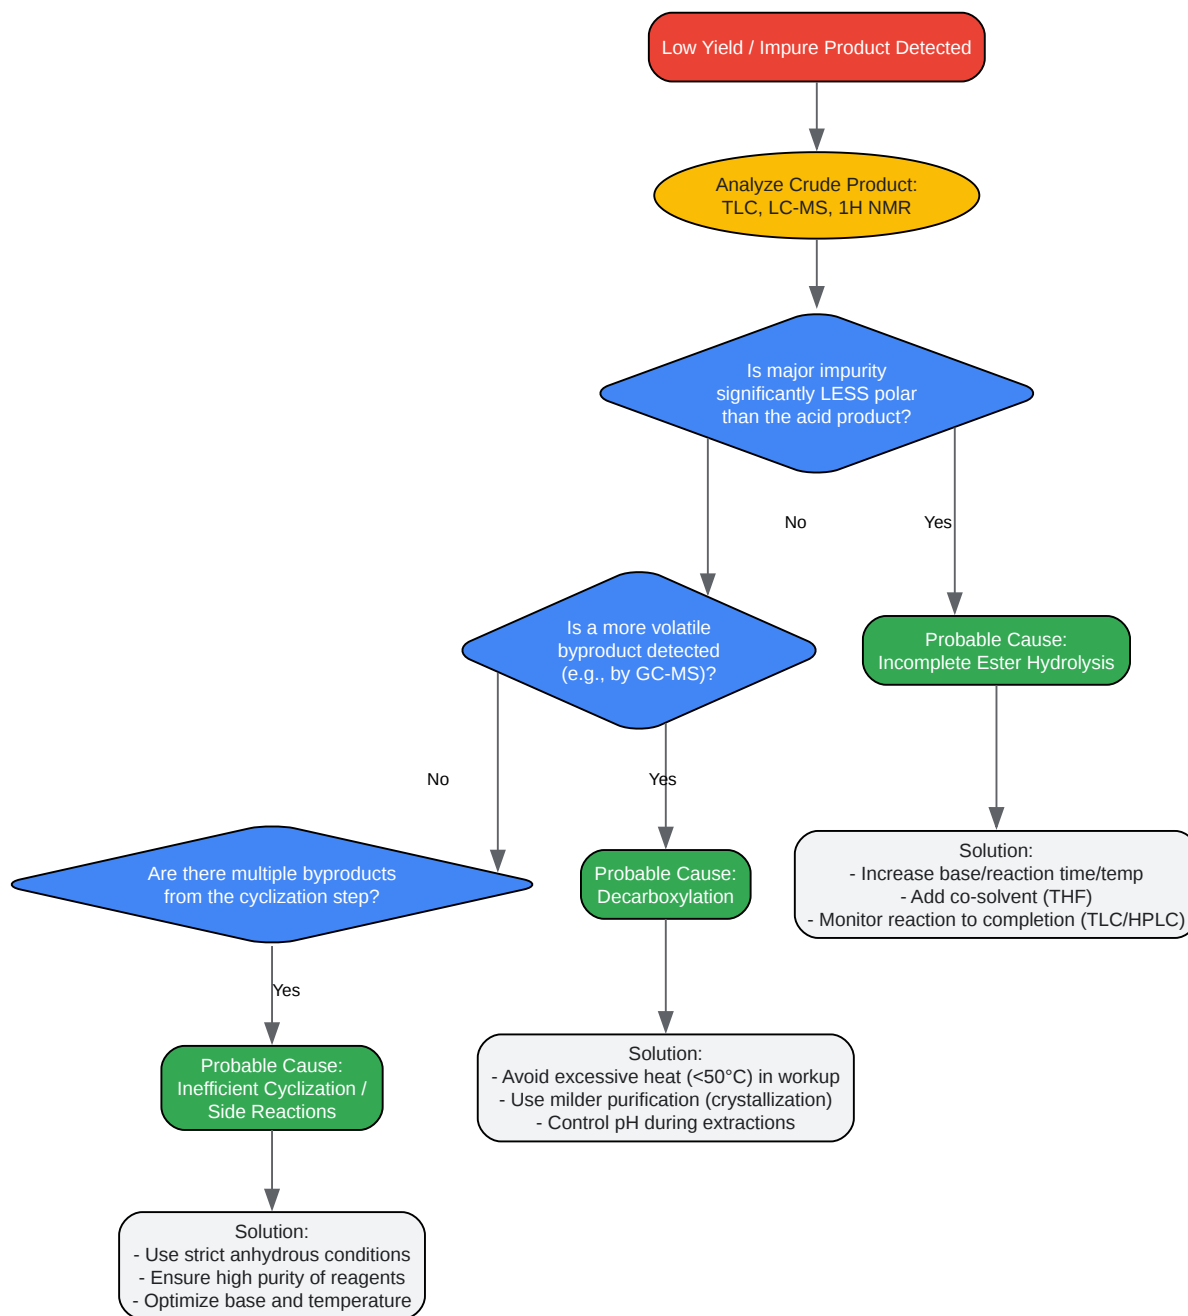 Low Yield / Impure Product Detected
Analyze Crude Product:
TLC, LC-MS, 1H NMR
Is major impurity
significantly LESS polar
than the acid product?
No
Yes
Is a more volatile
byproduct detected
(e.g., by GC-MS)?
Probable Cause:
Incomplete Ester Hydrolysis
No
Yes
Are there multiple byproducts
from the cyclization step?
Probable Cause:
Decarboxylation
Solution:
- Increase base/reaction time/temp
- Add co-solvent (THF)
- Monitor reaction to completion (TLC/HPLC)
Yes
Probable Cause:
Inefficient Cyclization /
Side Reactions
Solution:
- Avoid excessive heat (<50°C) in workup
- Use milder purification (crystallization)
- Control pH during extractions
Solution:
- Use strict anhydrous conditions
- Ensure high purity of reagents
- Optimize base and temperature